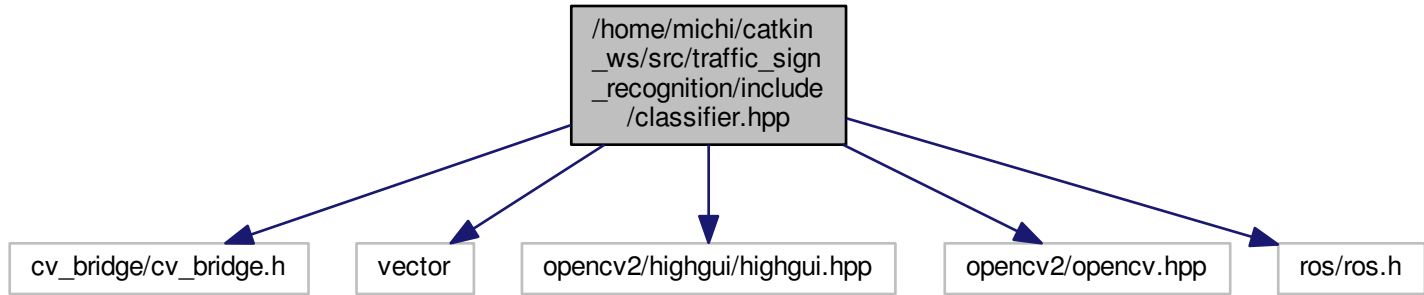 /home/michi/catkin
_ws/src/traffic_sign
_recognition/include
/classifier.hpp
cv_bridge/cv_bridge.h
vector
opencv2/highgui/highgui.hpp
opencv2/opencv.hpp
ros/ros.h